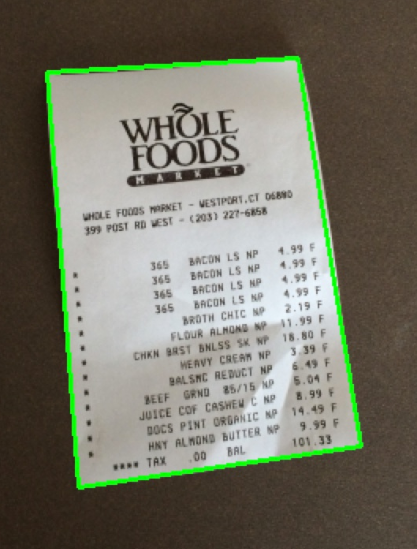 WHOLE
FOODS
MARKET
WHOLE FOODS MARKET - WESTPORT,CT 06880
399 POST RD WEST - (203) 227-6858
365 BACON LS NP 4.99 F
365 BACON LS NP 4.99 F
365 BACON LS NP 4.99 F
365 BACON LS NP 4.99 F
BROTH CHIC NP 2.19 F
FLOUR ALMOND NP 11.99 F
CHKN BRST BNLSS SK NP 18.80 F
HEAVY CREAM NP 3.39 F
BALSMC REDUCT NP 6.49 F
BEEF GRND 85/15 NP 5.04 F
JUICE COF CASHEW C NP 8.99 F
DOCS PINT ORGANIC NP 14.49 F
HNY ALMOND BUTTER NP 9.99 F
**** TAX .00 BAL 101.33